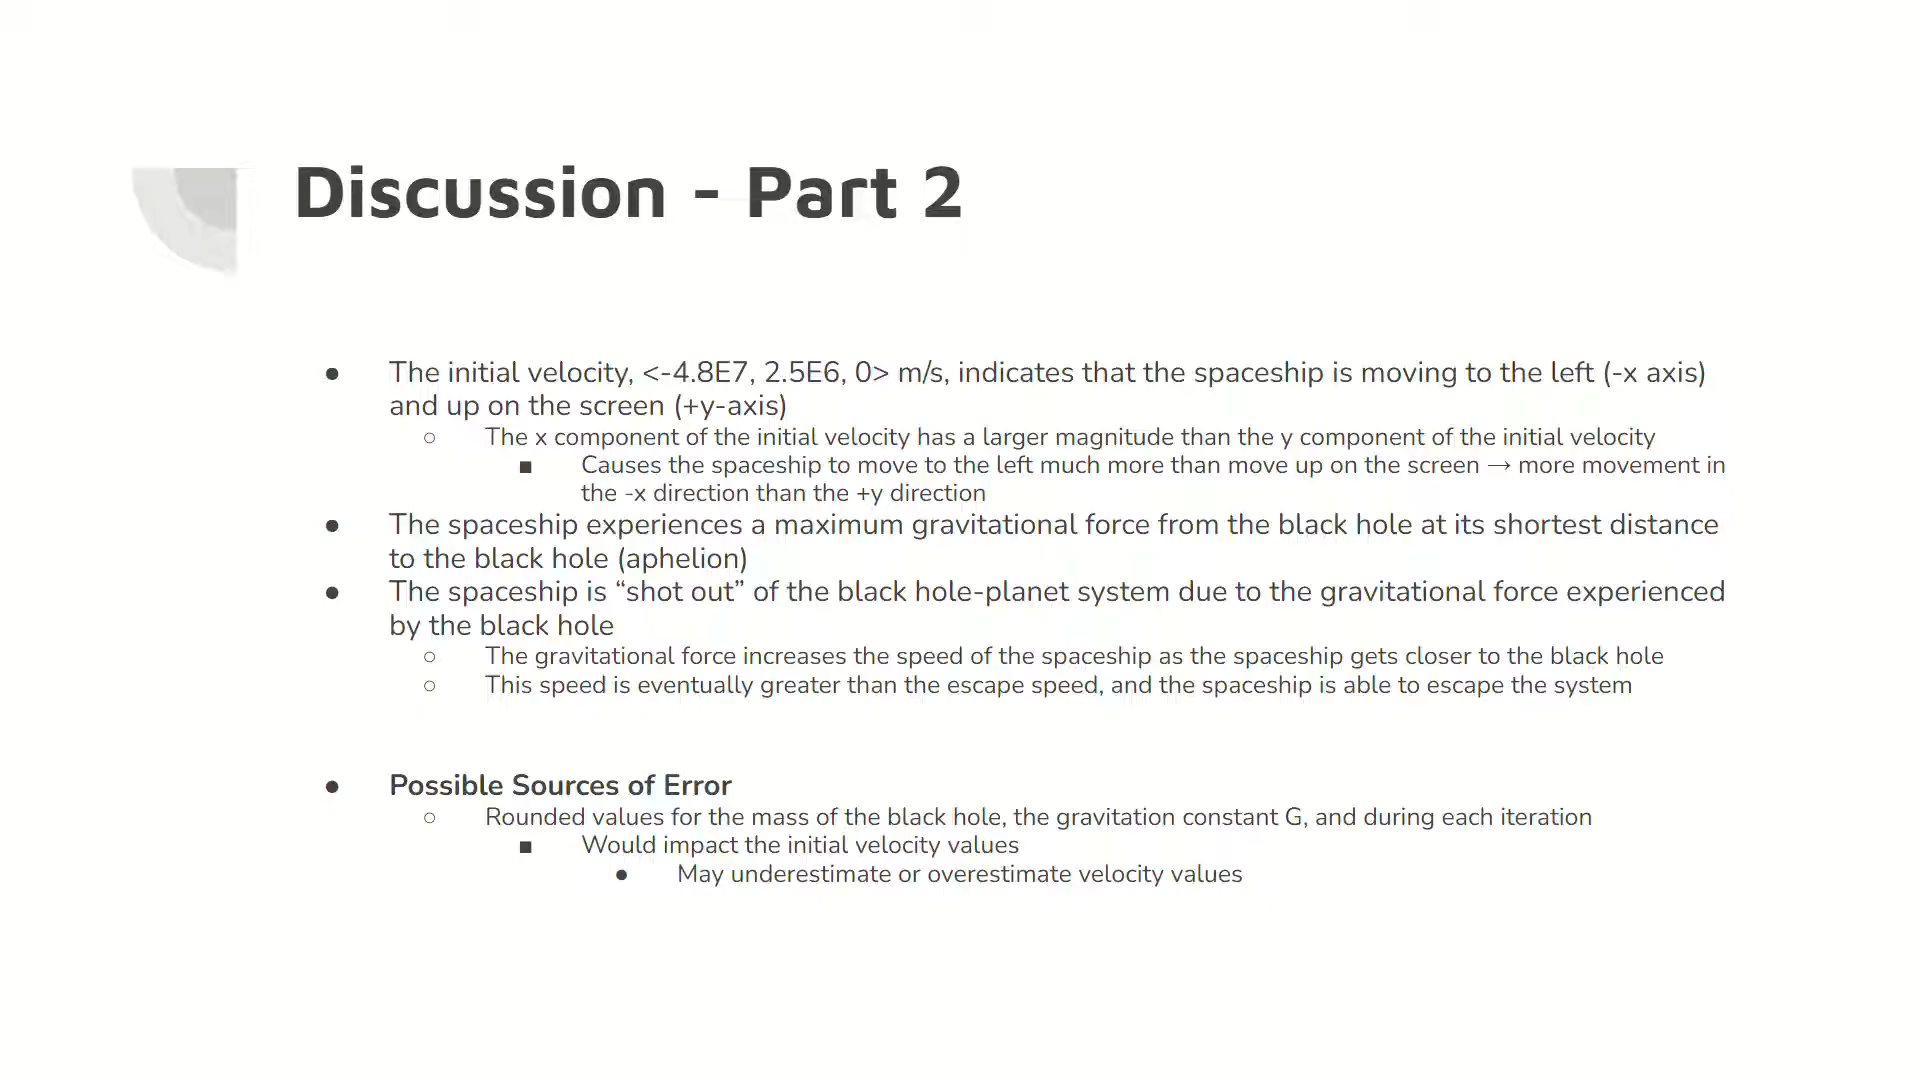 Discussion - Part 2
● The initial velocity, <-4.8E7, 2.5E6, 0> m/s, indicates that the spaceship is moving to the left (-x axis)
and up on the screen (+y-axis)
○ The x component of the initial velocity has a larger magnitude than the y component of the initial velocity
■ Causes the spaceship to move to the left much more than move up on the screen → more movement in
the -x direction than the +y direction
● The spaceship experiences a maximum gravitational force from the black hole at its shortest distance
to the black hole (aphelion)
● The spaceship is “shot out” of the black hole-planet system due to the gravitational force experienced
by the black hole
○ The gravitational force increases the speed of the spaceship as the spaceship gets closer to the black hole
○ This speed is eventually greater than the escape speed, and the spaceship is able to escape the system
● Possible Sources of Error
○ Rounded values for the mass of the black hole, the gravitation constant G, and during each iteration
■ Would impact the initial velocity values
● May underestimate or overestimate velocity values